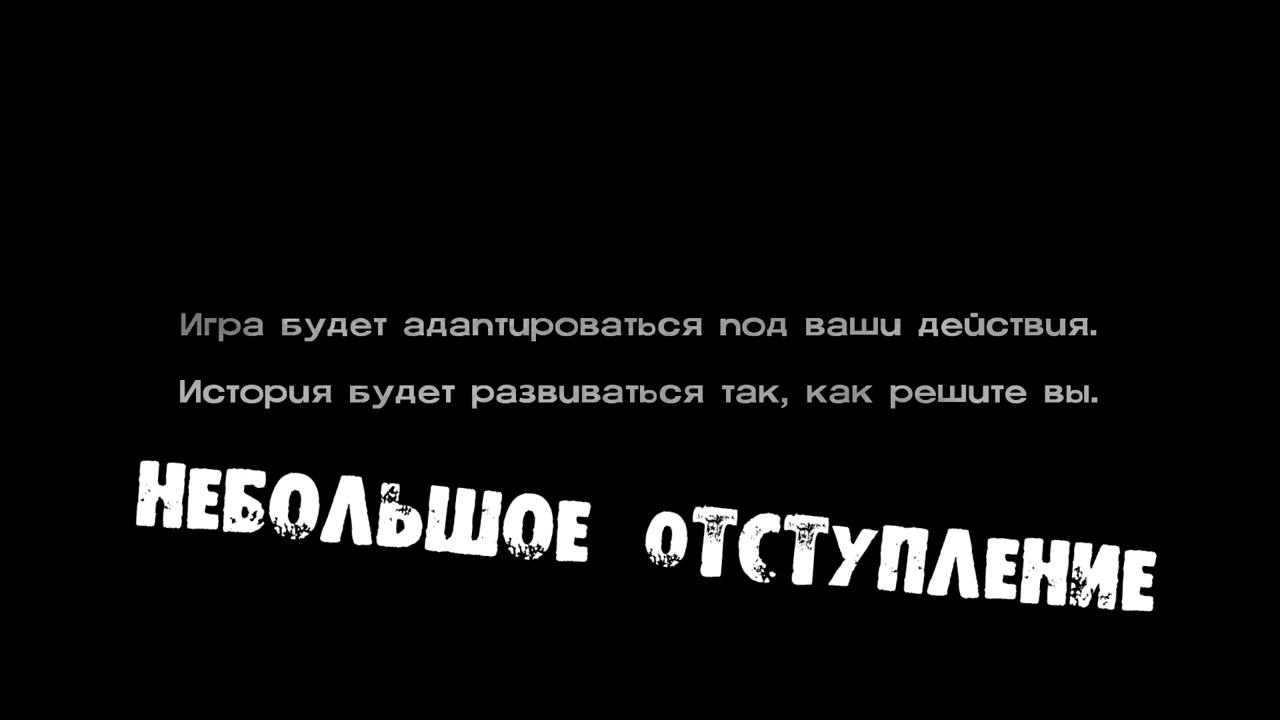 Игра будет адаптироваться под ваши действия.
История будет развиваться так, как решите вы.
НЕБОЛЬШОЕ ОТСТУПЛЕНИЕ